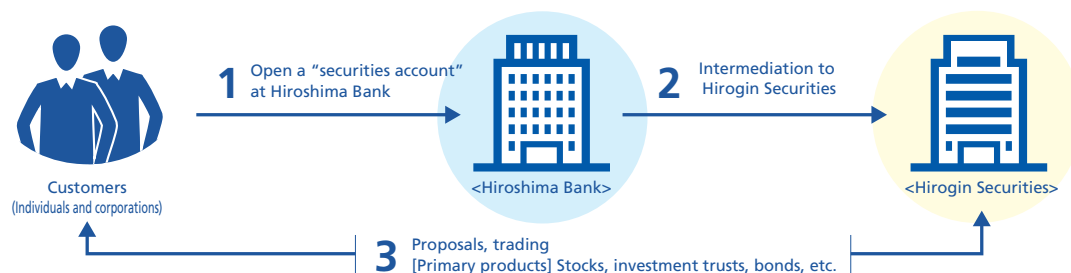 1 Open a “securities account“
at Hiroshima Bank
2 Intermediation to
Hirogin Securities
Customers
(Individuals and corporations)
<Hiroshima Bank>
<Hirogin Securities>
3 Proposals, trading
[Primary products] Stocks, investment trusts, bonds, etc.